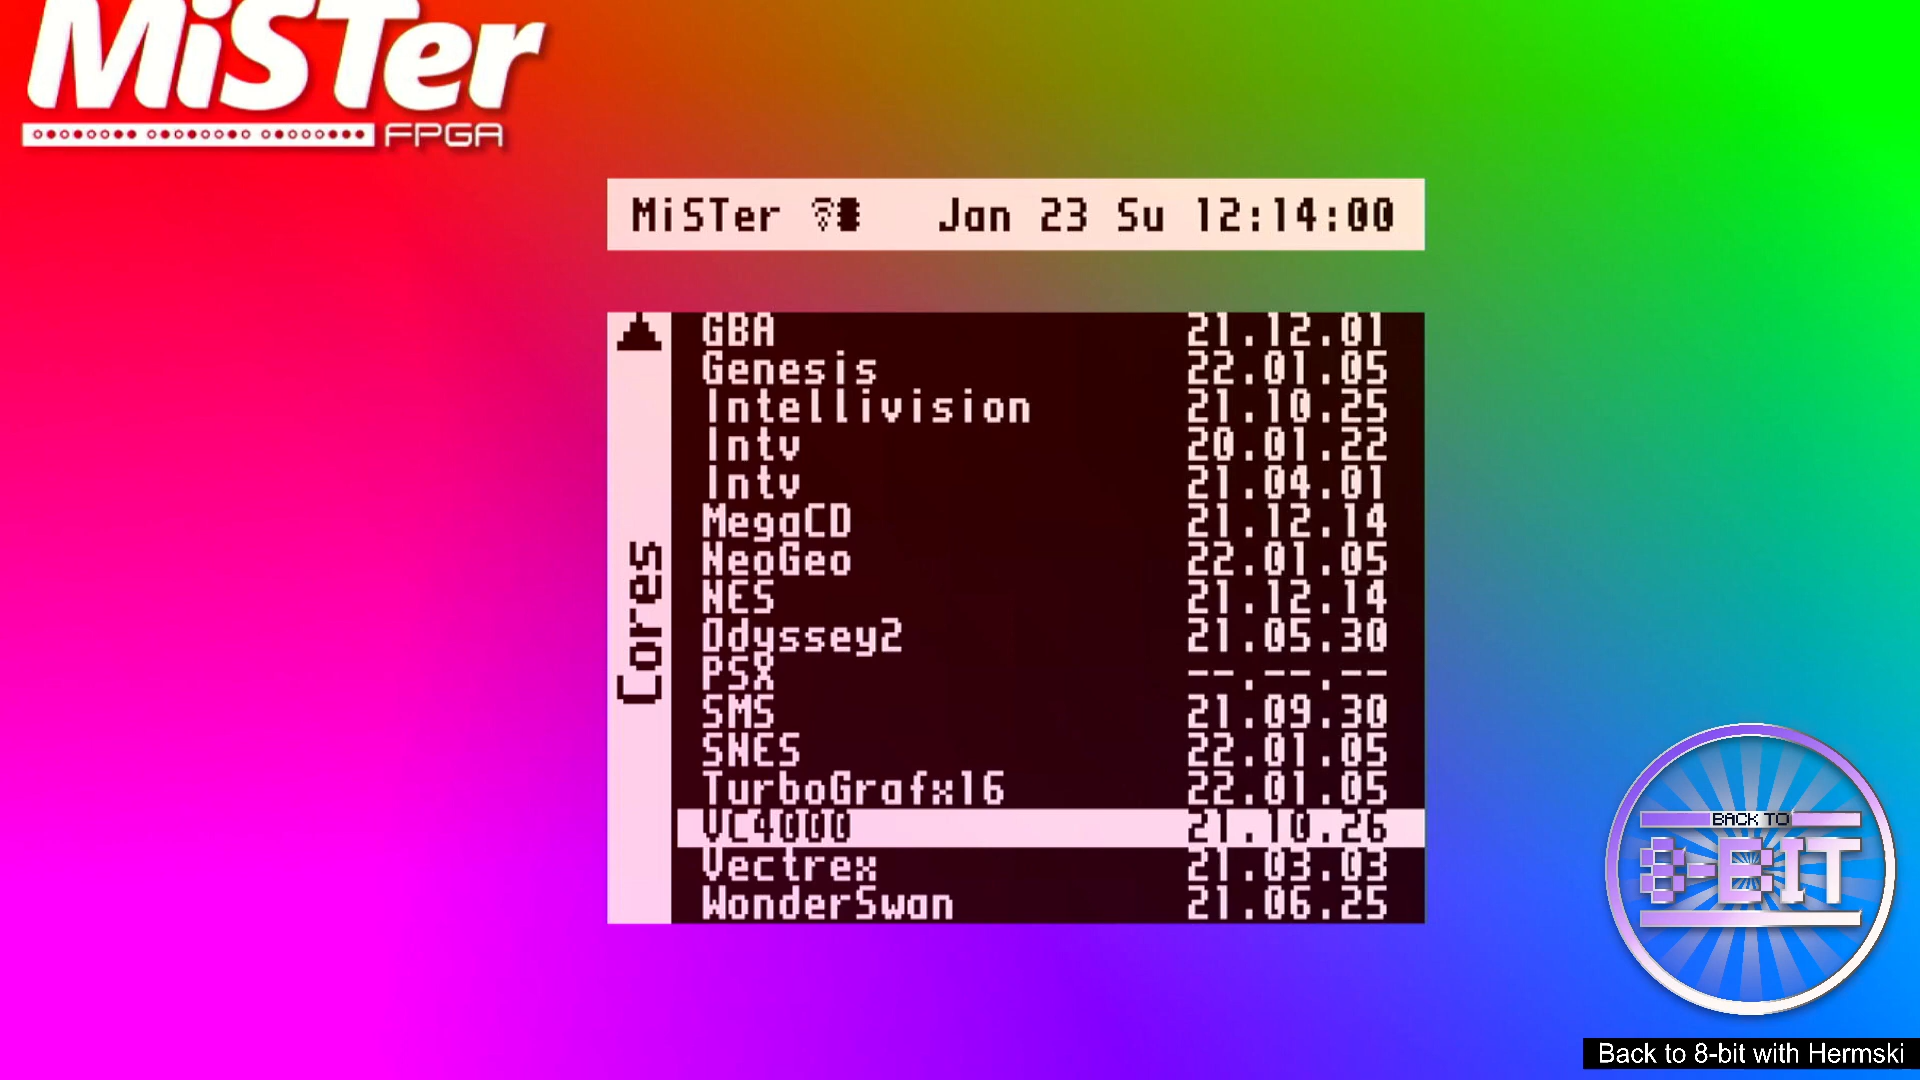 MiSTer
FPGA
MiSTer Jan 23 Su 12:14:00
Cores
GBA 21.12.01
Genesis 22.01.05
Intellivision 21.10.25
Intv 20.01.22
Intv 21.04.01
MegaCD 21.12.14
NeoGeo 22.01.05
NES 21.12.14
Odyssey2 21.05.30
PSX --.--.--
SMS 21.09.30
SNES 22.01.05
TurboGrafx16 22.01.05
VC4000 21.10.26
Vectrex 21.03.03
WonderSwan 21.06.25
BACK TO
8-BIT
Back to 8-bit with Hermski